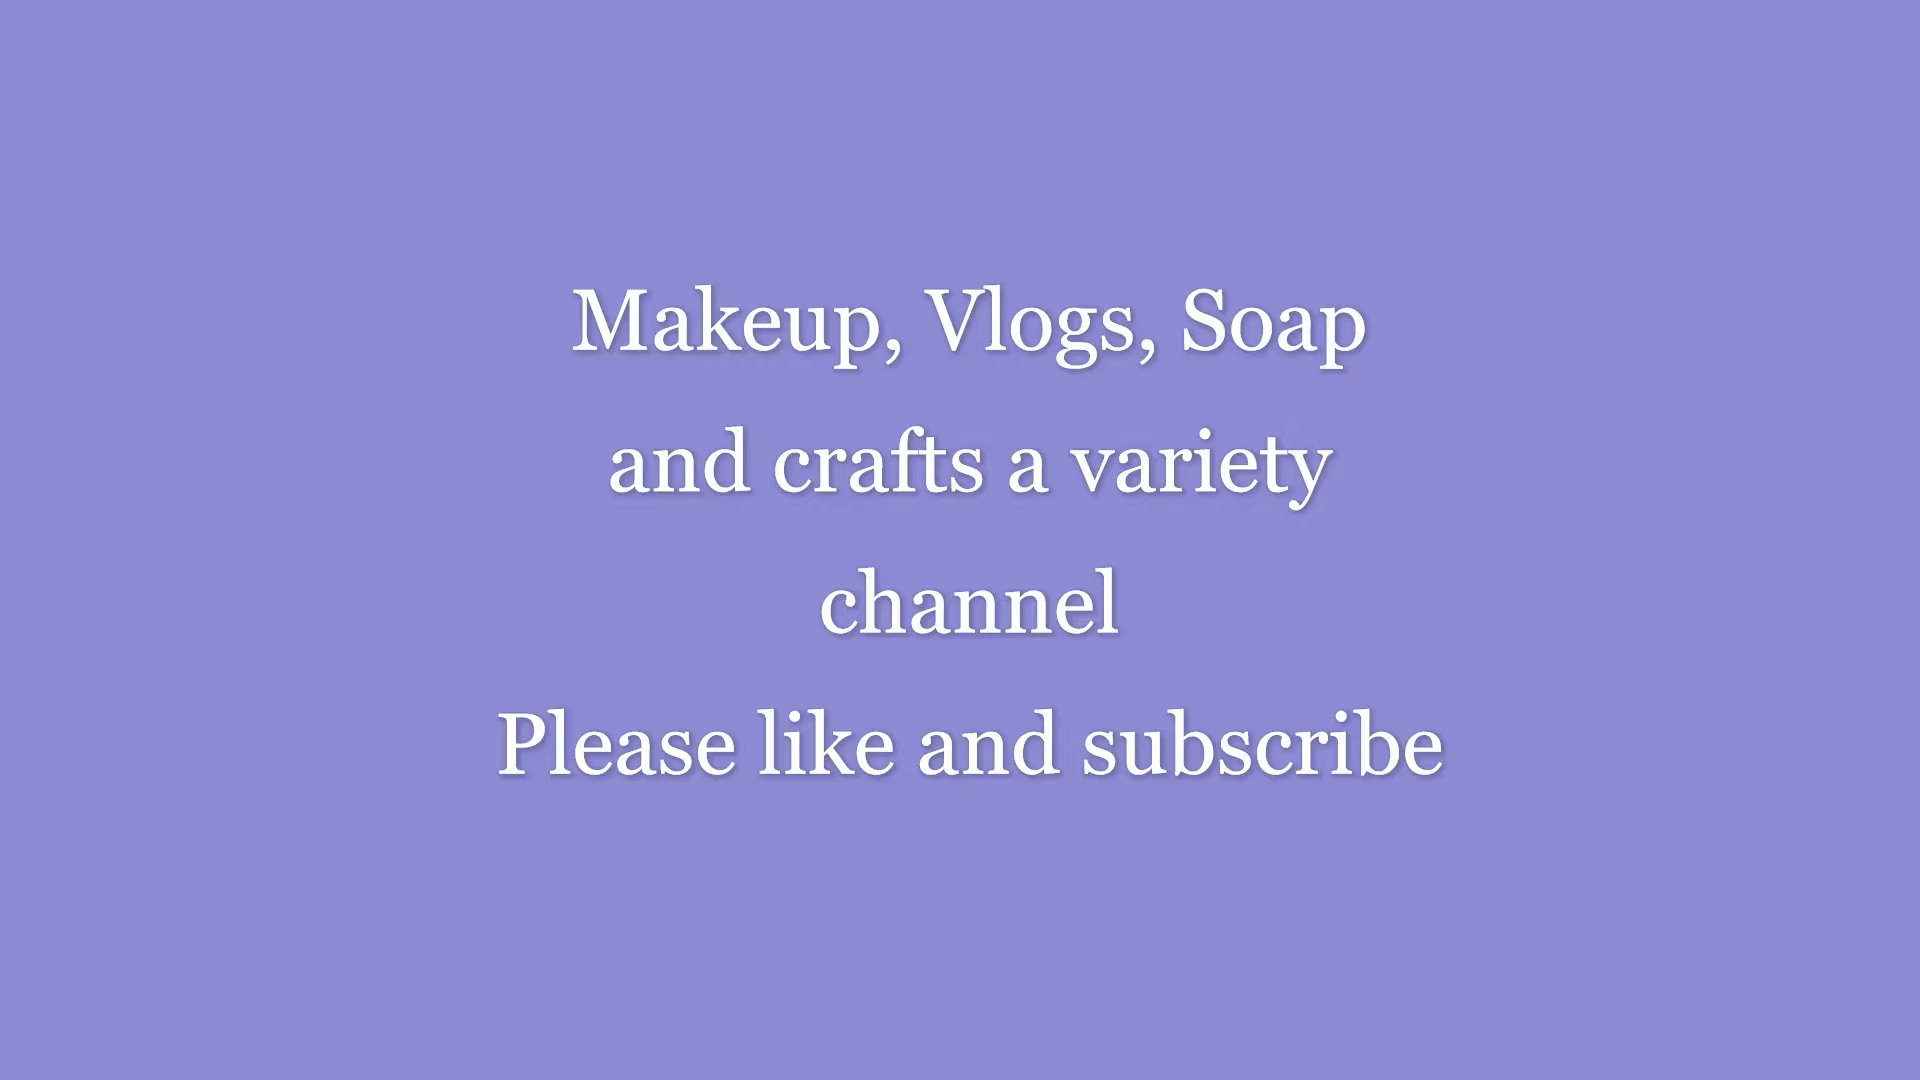 Makeup, Vlogs, Soap
and crafts a variety
channel
Please like and subscribe